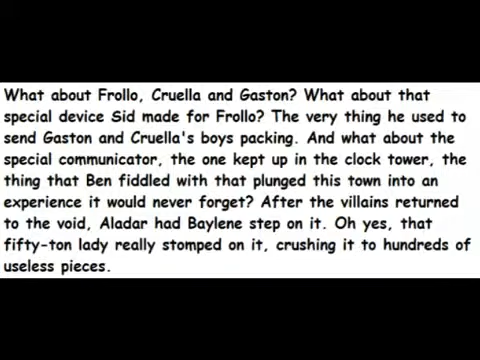 What about Frollo, Cruella and Gaston? What about that
special device Sid made for Frollo? The very thing he used to
send Gaston and Cruella's boys packing. And what about the
special communicator, the one kept up in the clock tower, the
thing that Ben fiddled with that plunged this town into an
experience it would never forget? After the villains returned
to the void, Aladar had Baylene step on it. Oh yes, that
fifty-ton lady really stomped on it, crushing it to hundreds of
useless pieces.